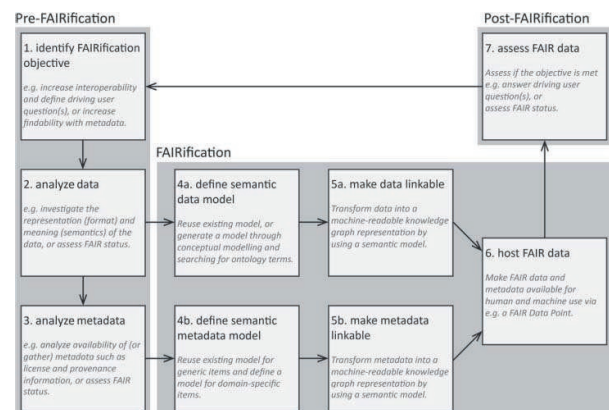 Pre-FAIRification
Post-FAIRification
1. identify FAIRification
objective
e.g. increase interoperability
and define driving user
question(s), or increase
findability with metadata.
7. assess FAIR data
Assess if the objective is met
e.g. answer driving user
question(s), or
assess FAIR status.
FAIRification
2. analyze data
e.g. investigate the
representation (format) and
meaning (semantics) of the
data, or assess FAIR status.
4a. define semantic
data model
Reuse existing model, or
generate a model through
conceptual modelling and
searching for ontology terms.
5a. make data linkable
Transform data into a
machine-readable knowledge
graph representation by
using a semantic model.
6. host FAIR data
Make FAIR data and
metadata available for
human and machine use via
e.g. a FAIR Data Point.
3. analyze metadata
e.g. analyze availability of (or
gather) metadata such as
license and provenance
information, or assess FAIR
status.
4b. define semantic
metadata model
Reuse existing model for
generic items and define a
model for domain-specific
items.
5b. make metadata
linkable
Transform metadata into a
machine-readable knowledge
graph representation by
using a semantic model.